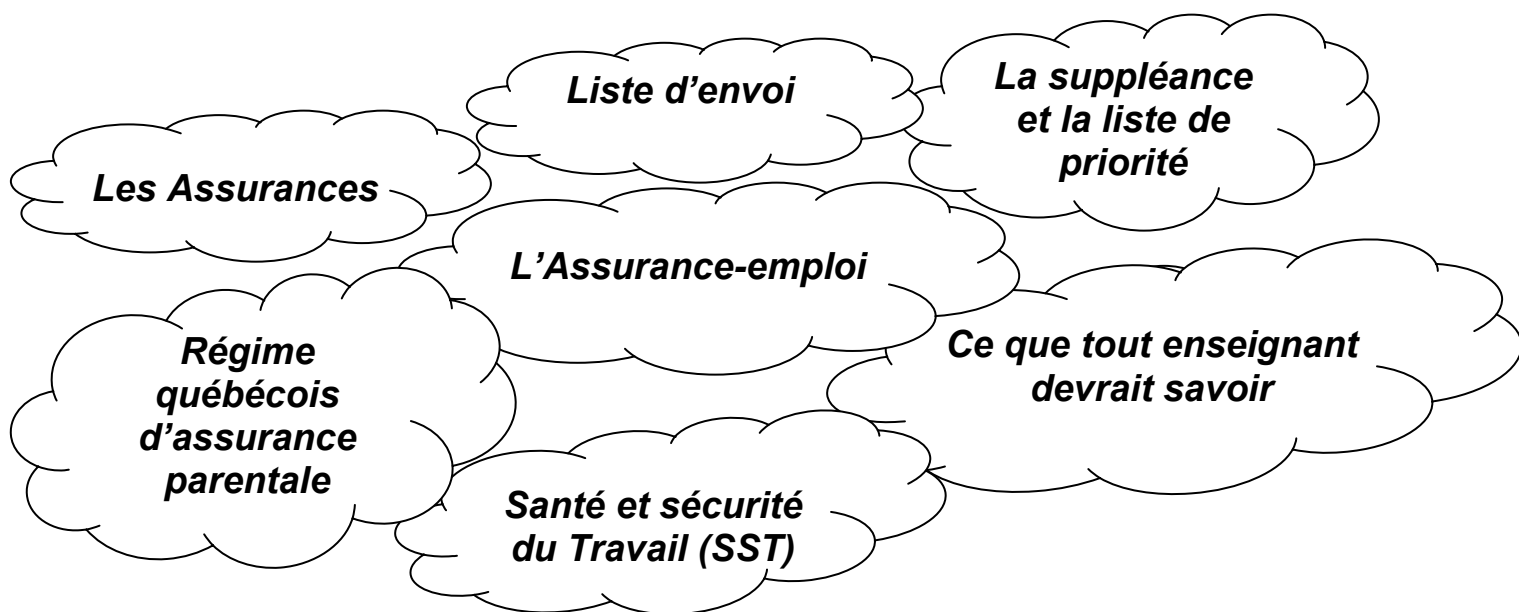 Liste d’envoi
La suppléance
et la liste de
priorité
Les Assurances
L’Assurance-emploi
Ce que tout enseignant
devrait savoir
Régime
québécois
d’assurance
parentale
Santé et sécurité
du Travail (SST)